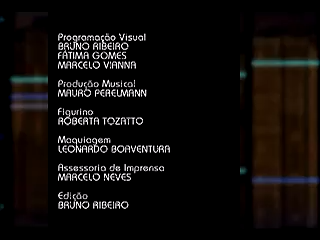 Programação Visual
BRUNO RIBEIRO
FÁTIMA GOMES
MARCELO VIANNA
Produção Musical
MAURO PERELMANN
Figurino
ROBERTA TOZATTO
Maquiagem
LEONARDO BOAVENTURA
Assessoria de Imprensa
MARCELO NEVES
Edição
BRUNO RIBEIRO